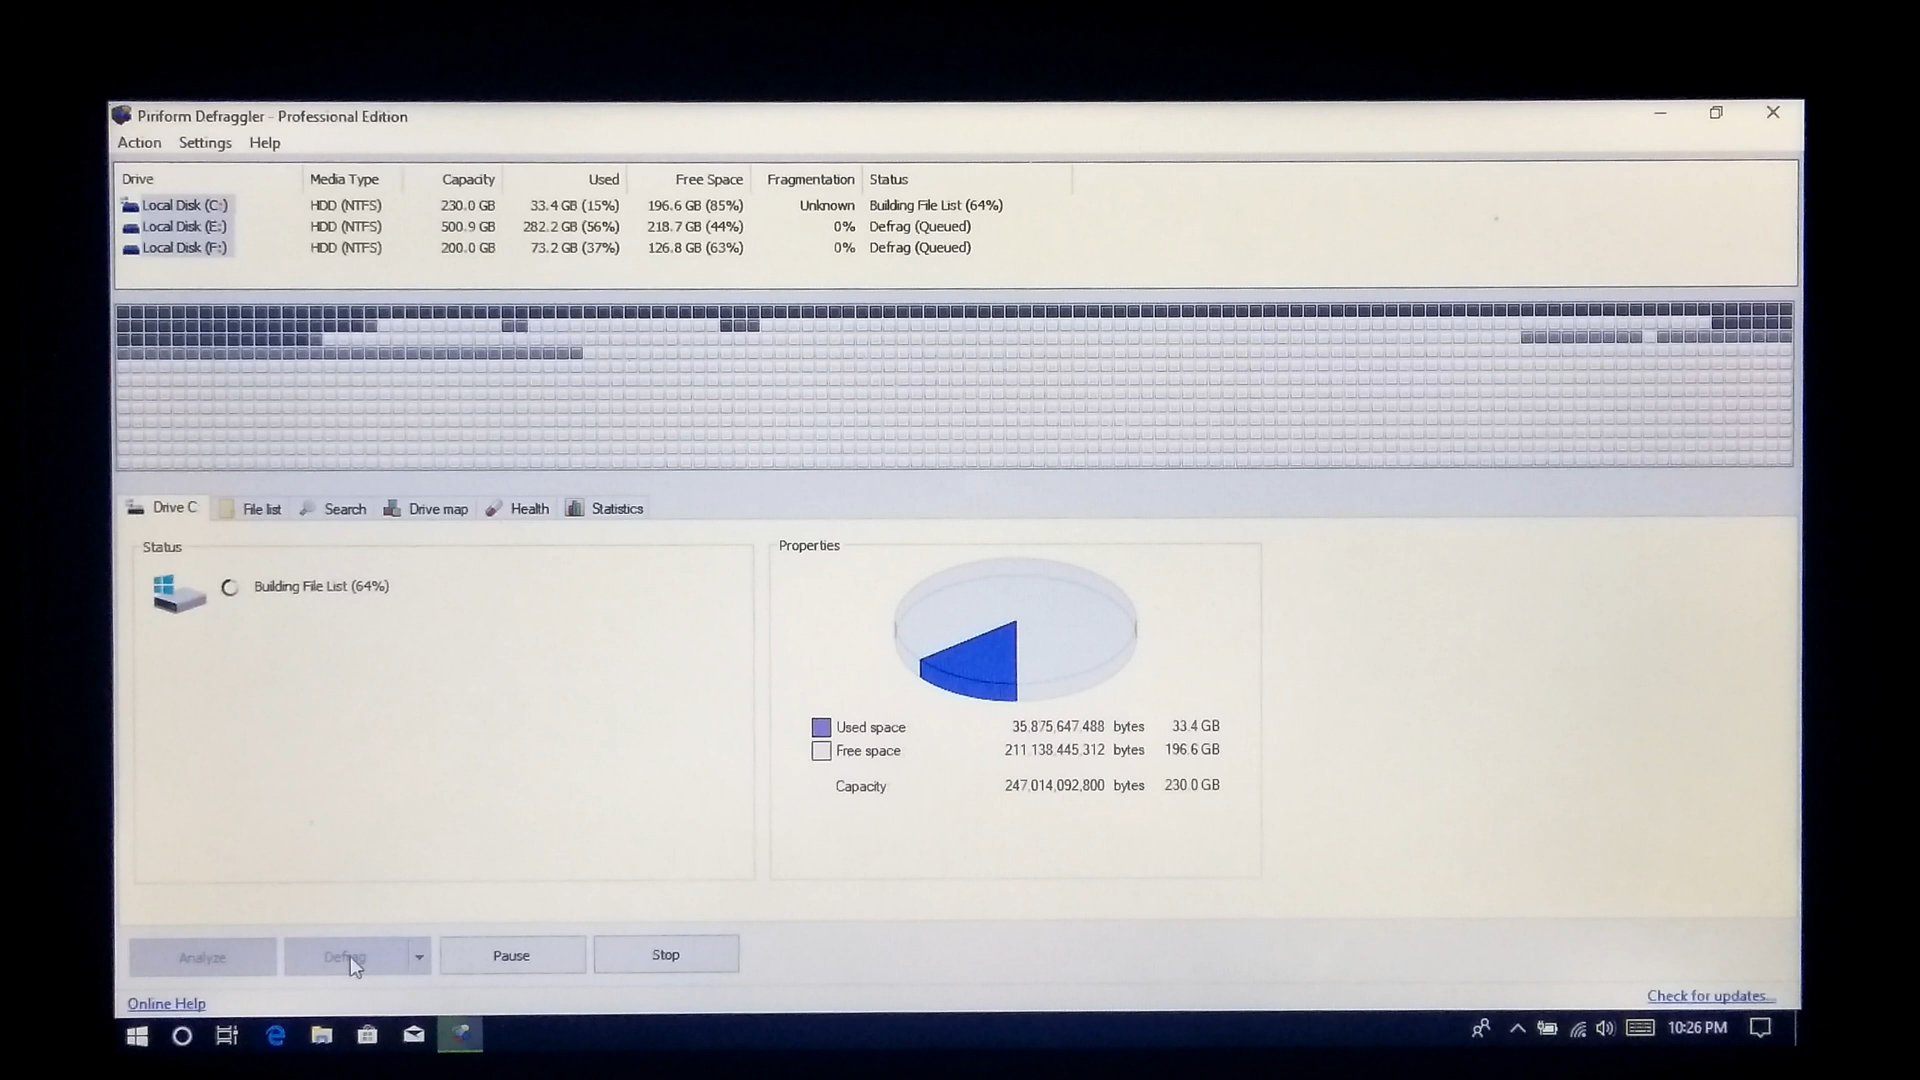 Piriform Defraggler - Professional Edition
Action Settings Help
Drive Media Type Capacity Used Free Space Fragmentation Status
Local Disk (C:) HDD (NTFS) 230.0 GB 33.4 GB (15%) 196.6 GB (85%) Unknown Building File List (64%)
Local Disk (E:) HDD (NTFS) 500.9 GB 282.2 GB (56%) 218.7 GB (44%) 0% Defrag (Queued)
Local Disk (F:) HDD (NTFS) 200.0 GB 73.2 GB (37%) 126.8 GB (63%) 0% Defrag (Queued)
Drive C File list Search Drive map Health Statistics
Status
Building File List (64%)
Properties
Used space 35,875,647,488 bytes 33.4 GB
Free space 211,138,445,312 bytes 196.6 GB
Capacity 247,014,092,800 bytes 230.0 GB
Analyze Defrag Pause Stop
Online Help
Check for updates...
10:26 PM